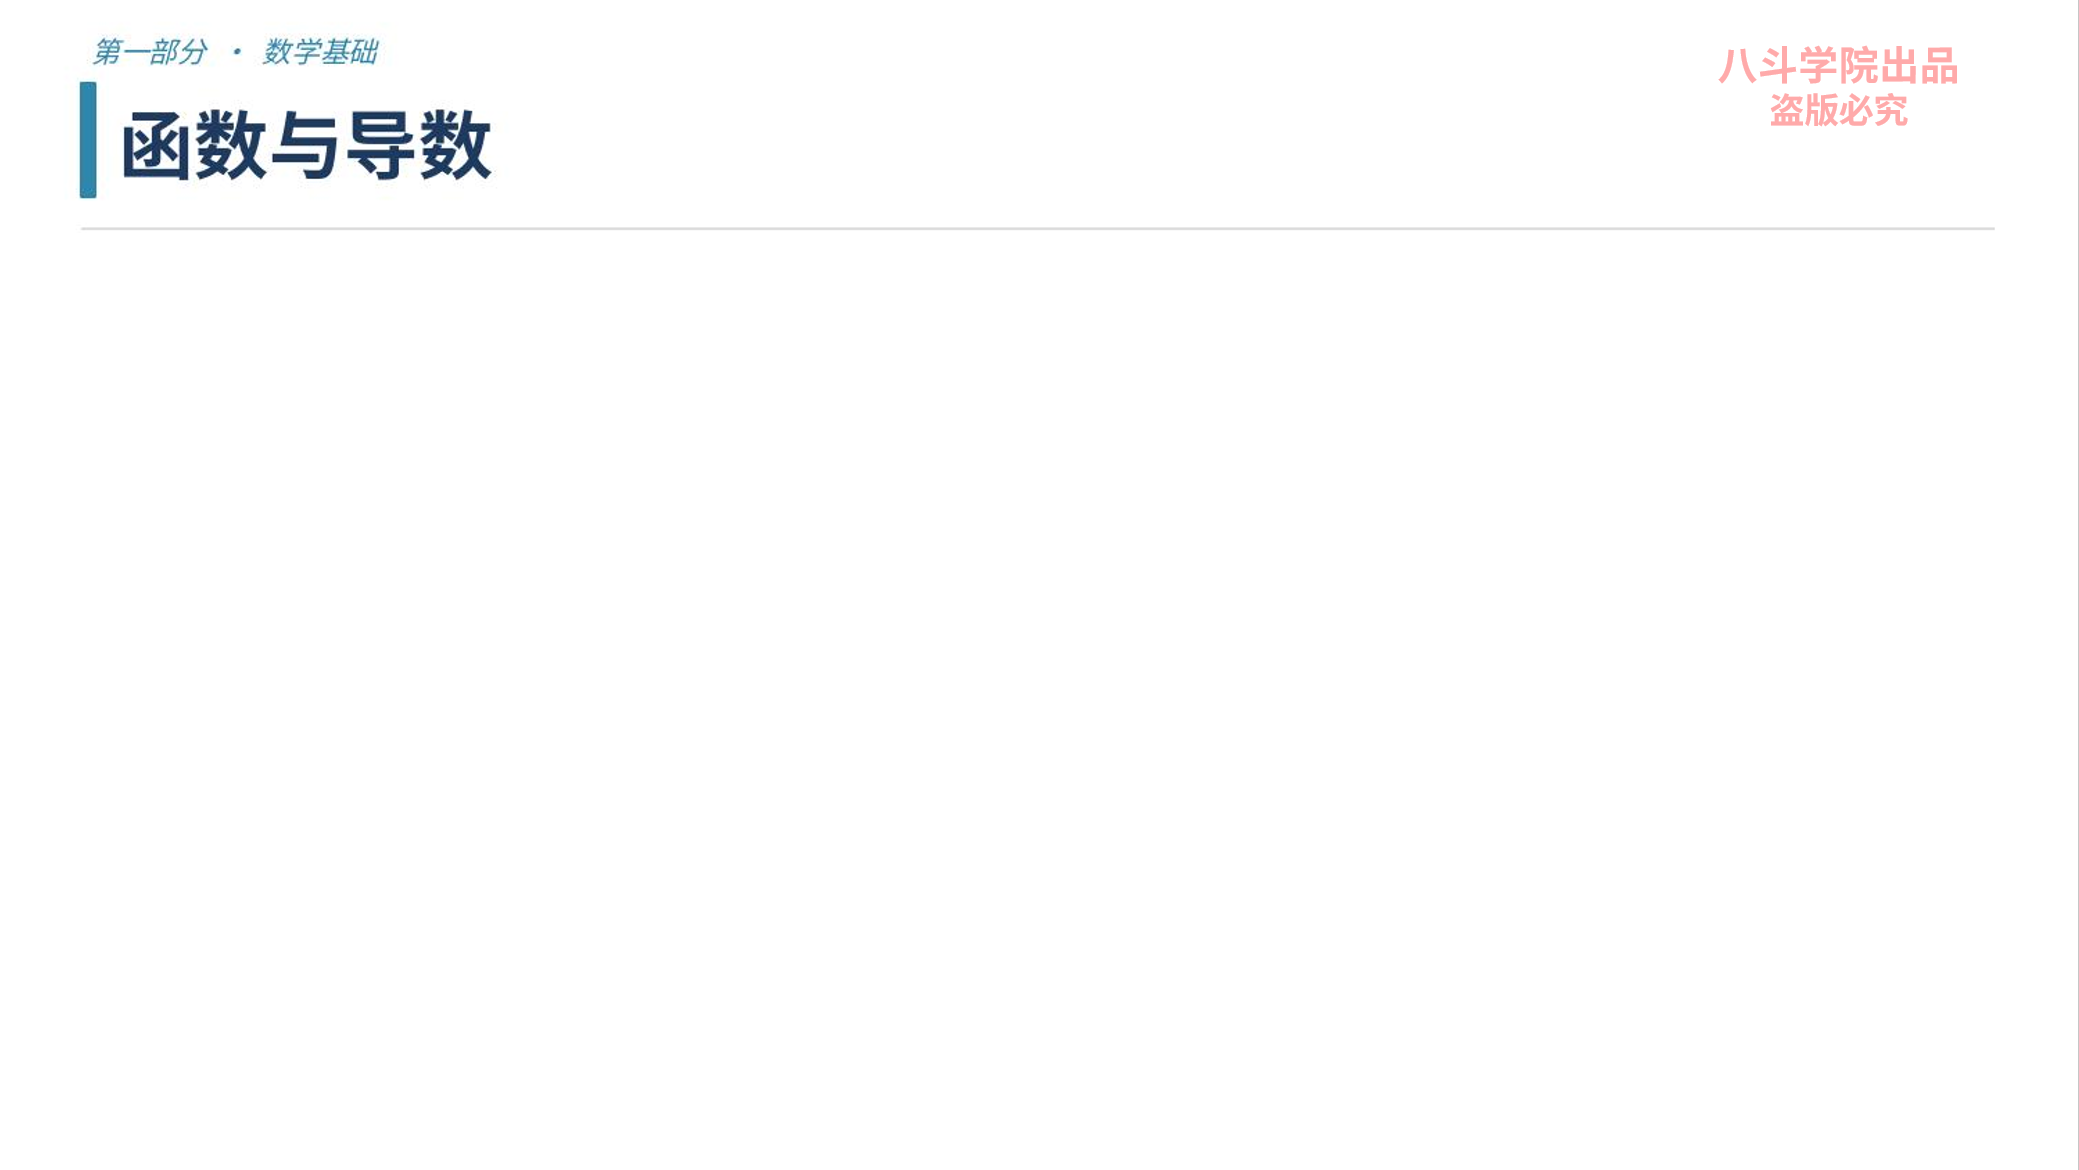 第一部分 · 数学基础
函数与导数
八斗学院出品
盗版必究